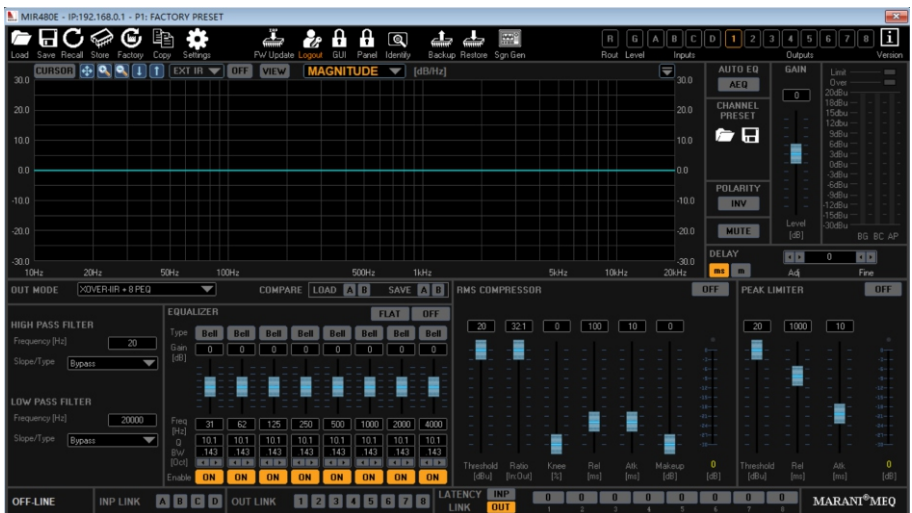 MIR480E - IP:192.168.0.1 - P1: FACTORY PRESET
Load Save Recall Store Factory Copy Settings FW Update Logout GUI Panel Identify Backup Restore Sgn Gen
R G A B C D 1 2 3 4 5 6 7 8 i
Rout Level Inputs Outputs Version
CURSOR EXT IR OFF VIEW MAGNITUDE [dB/Hz]
30.0 30.0
20.0 20.0
10.0 10.0
0.0 0.0
-10.0 -10.0
-20.0 -20.0
-30.0 -30.0
10Hz 20Hz 50Hz 100Hz 500Hz 1kHz 5kHz 10kHz 20kHz
AUTO EQ
AEQ
CHANNEL
PRESET
POLARITY
INV
MUTE
GAIN
0
Level
[dB]
Limit
Over
20dBu
18dBu
15dBu
12dBu
9dBu
6dBu
3dBu
0dBu
-3dBu
-6dBu
-9dBu
-12dBu
-15dBu
-30dBu
BG BC AP
DELAY
ms m
0
Adj Fine
OUT MODE XOVER-IIR + 8 PEQ
COMPARE LOAD A B SAVE A B
HIGH PASS FILTER
Frequency [Hz] 20
Slope/Type Bypass
LOW PASS FILTER
Frequency [Hz] 20000
Slope/Type Bypass
EQUALIZER FLAT OFF
Type Bell Bell Bell Bell Bell Bell Bell Bell
Gain 0 0 0 0 0 0 0 0
[dB]
Freq 31 62 125 250 500 1000 2000 4000
[Hz]
Q 10.1 10.1 10.1 10.1 10.1 10.1 10.1 10.1
BW .143 .143 .143 .143 .143 .143 .143 .143
[Oct]
Enable ON ON ON ON ON ON ON ON
RMS COMPRESSOR OFF
20 32.1 0 100 10 0
Threshold Ratio Knee Rel Atk Makeup 0
[dBu] [In:Out] [%] [ms] [ms] [dB] [dB]
PEAK LIMITER OFF
20 1000 10
Threshold Rel Atk 0
[dBu] [ms] [ms] [dB]
OFF-LINE INP LINK A B C D OUT LINK 1 2 3 4 5 6 7 8
LATENCY INP
LINK OUT
0 0 0 0 0 0 0 0
1 2 3 4 5 6 7 8
MARANI®MEQ